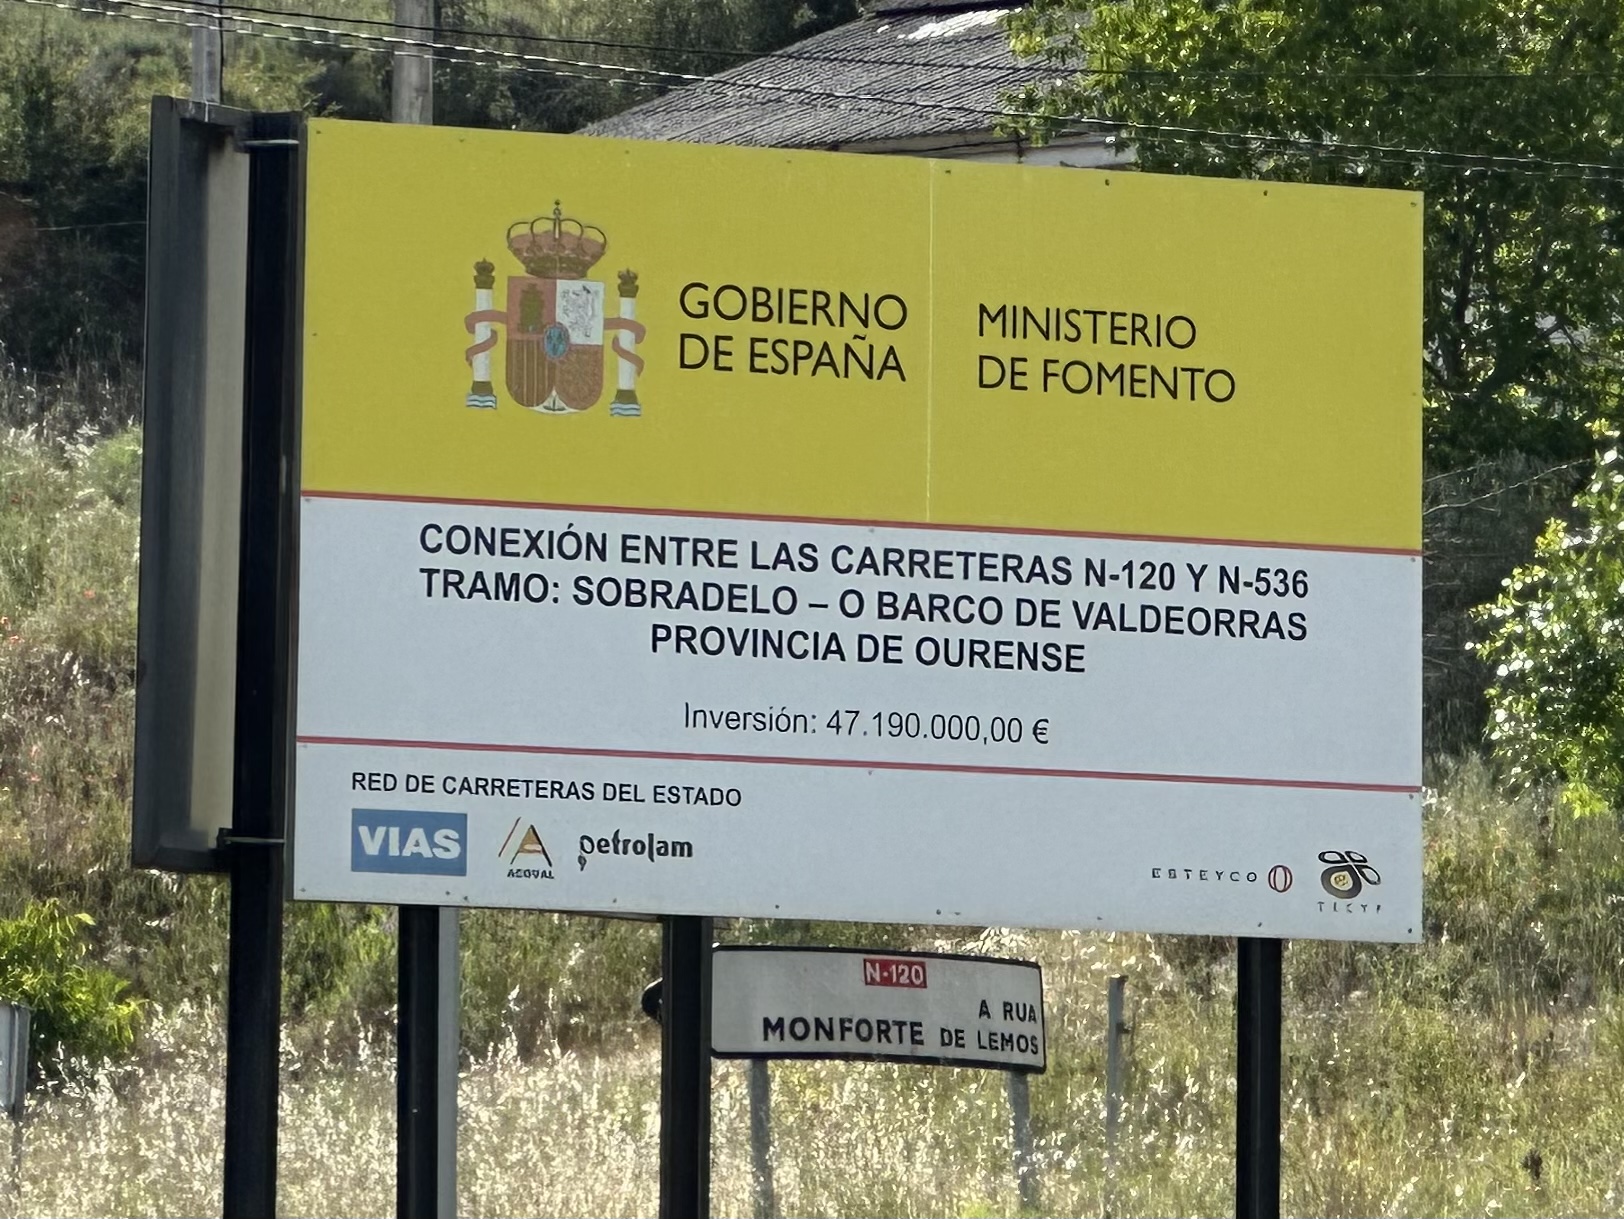 GOBIERNO
DE ESPAÑA
MINISTERIO
DE FOMENTO
CONEXIÓN ENTRE LAS CARRETERAS N-120 Y N-536
TRAMO: SOBRADELO – O BARCO DE VALDEORRAS
PROVINCIA DE OURENSE
Inversión: 47.190.000,00 €
RED DE CARRETERAS DEL ESTADO
VIAS
petrolam
ESTEYCO
N-120
A RUA
MONFORTE DE LEMOS